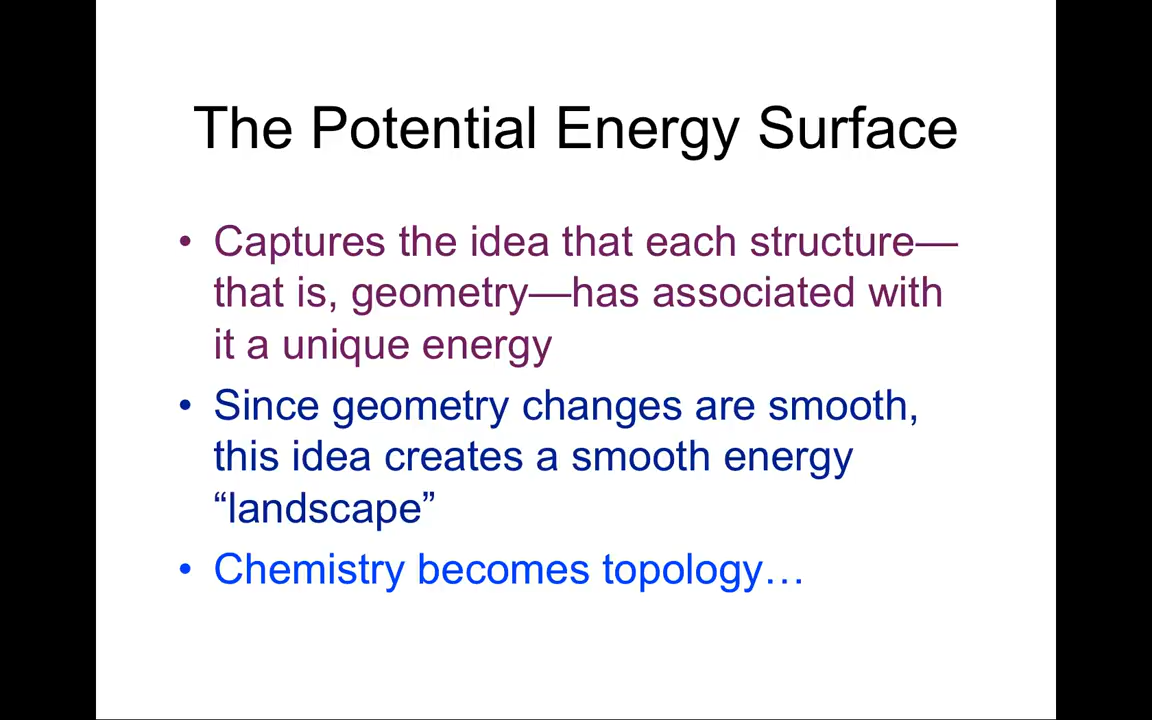 The Potential Energy Surface
• Captures the idea that each structure—
that is, geometry—has associated with
it a unique energy
• Since geometry changes are smooth,
this idea creates a smooth energy
“landscape”
• Chemistry becomes topology…